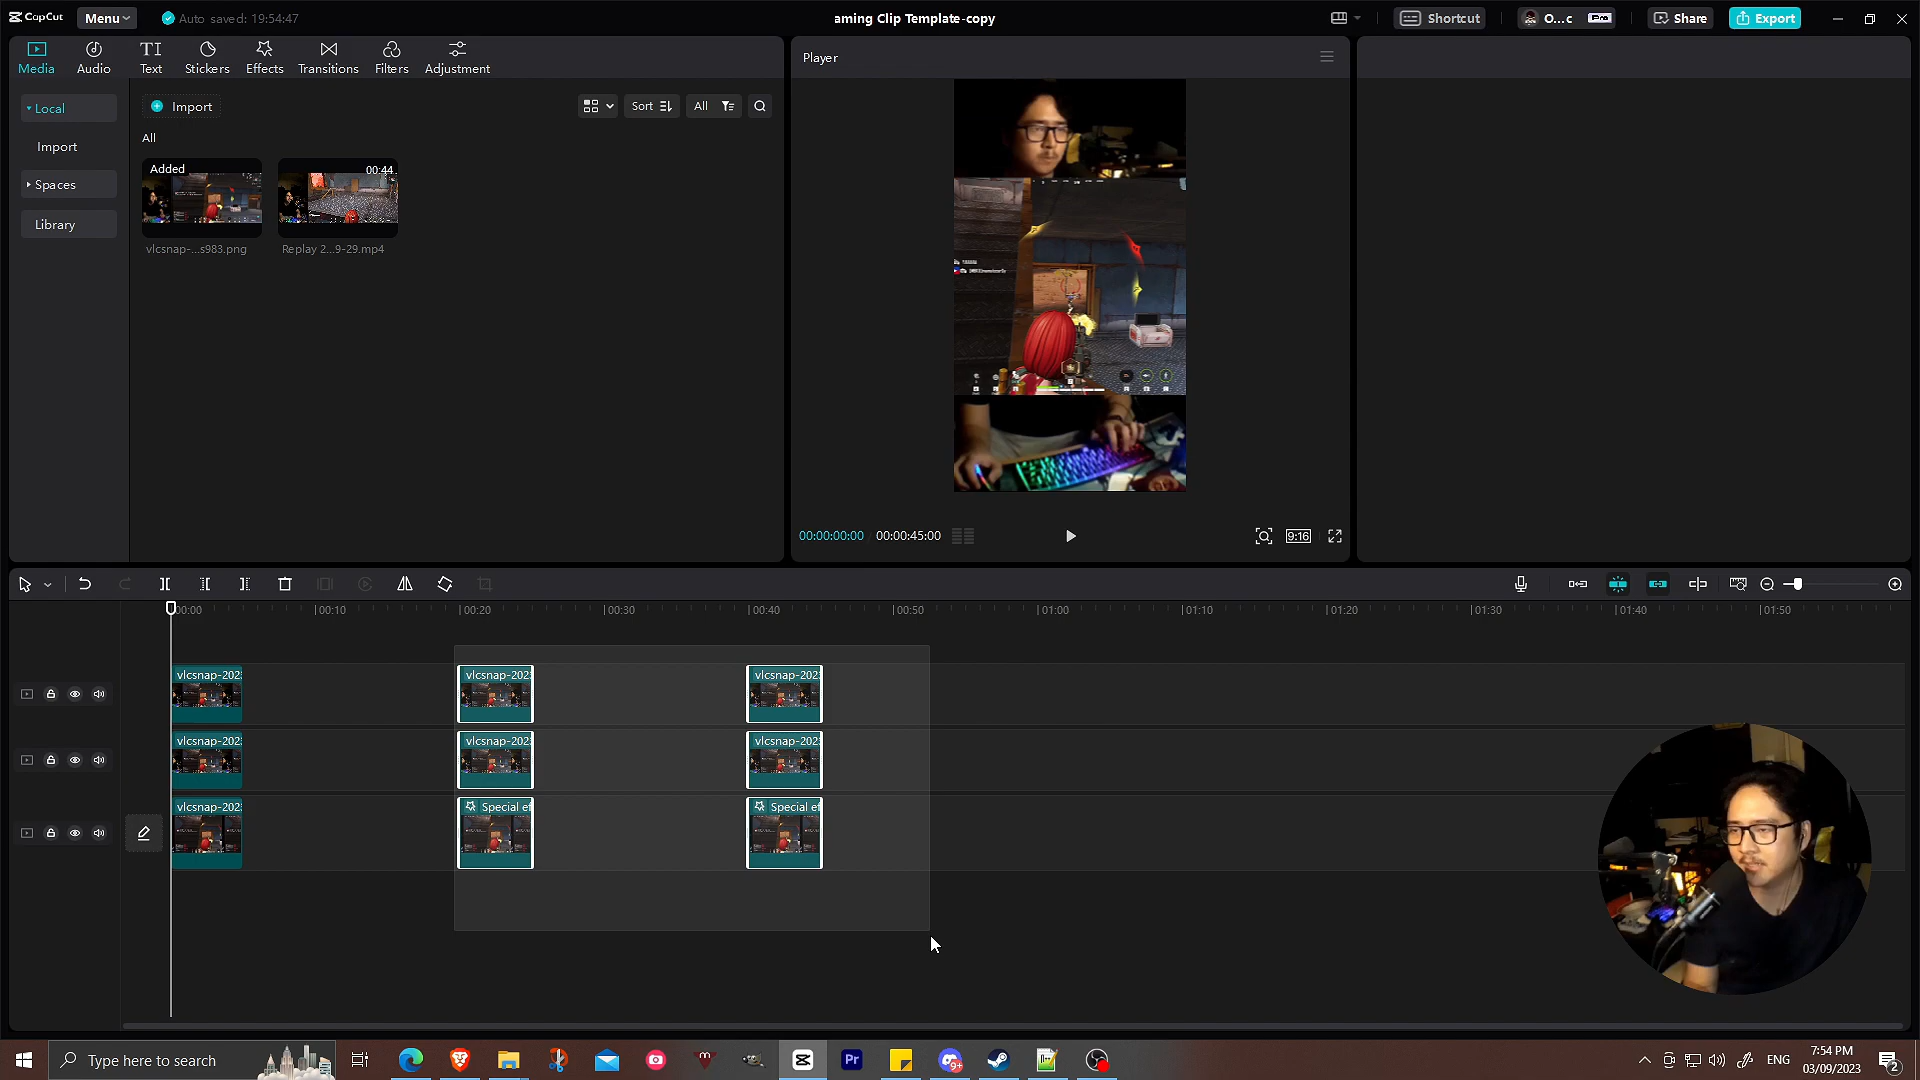 CapCut
Menu
Auto saved: 19:54:47
aming Clip Template-copy
Shortcut
O...c
Pro
Share
Export
Media
Audio
TI
Text
Stickers
Effects
Transitions
Filters
Adjustment
Player
Local
Import
Spaces
Library
Import
Sort
All
All
Added
00:44
vlcsnap-...s983.png
Replay 2...9-29.mp4
00:00:00:00
00:00:45:00
9:16
00:00
00:10
00:20
00:30
00:40
00:50
01:00
01:10
01:20
01:30
01:40
01:50
vlcsnap-202
vlcsnap-202
vlcsnap-202
vlcsnap-202
vlcsnap-202
vlcsnap-202
vlcsnap-202
Special ef
Special ef
Type here to search
Pr
9+
ENG
7:54 PM
03/09/2023
2